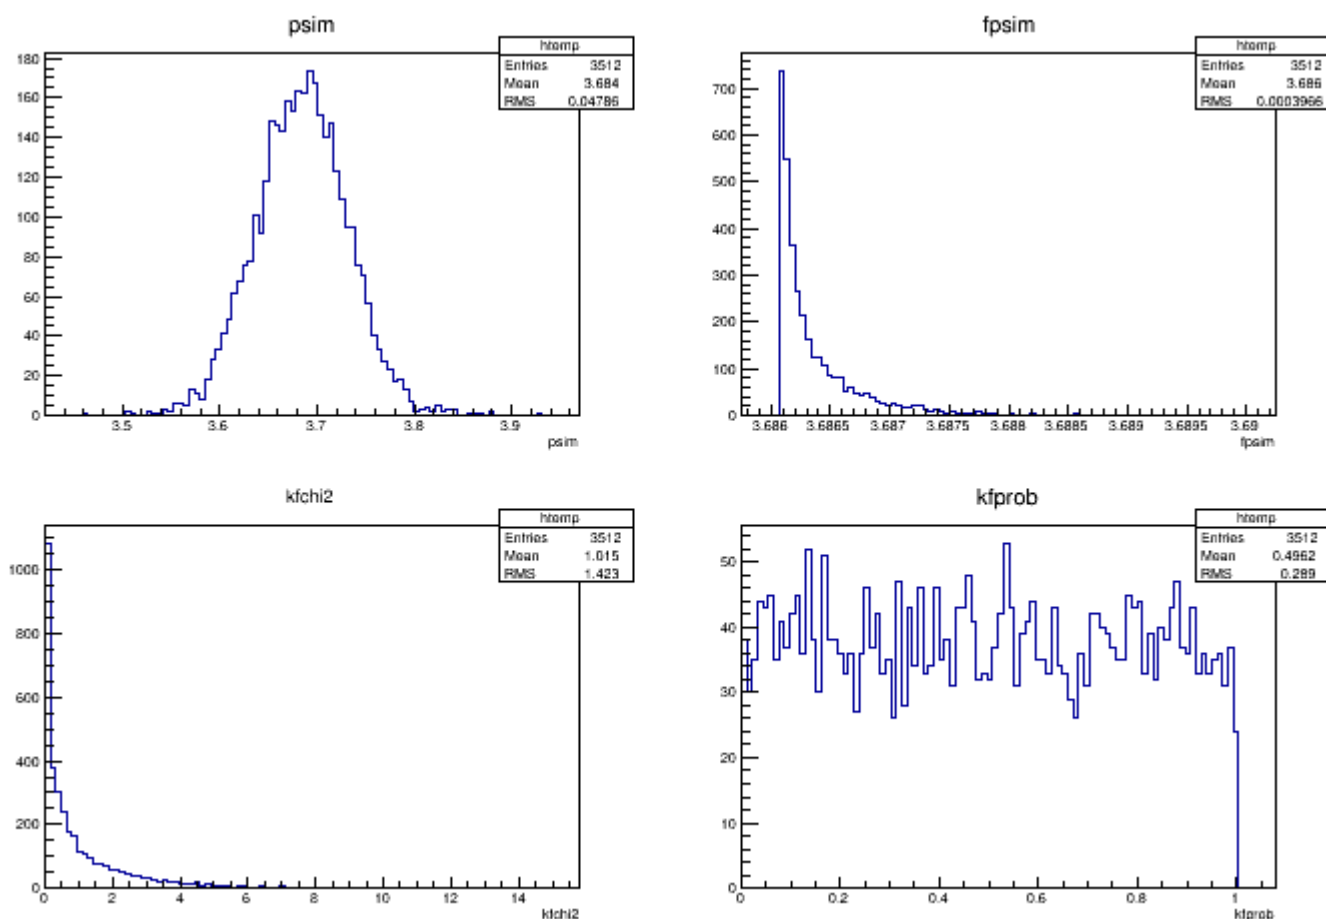 psim
htemp
Entries 3512
Mean 3.684
RMS 0.04786
180
160
140
120
100
80
60
40
20
0
3.5 3.6 3.7 3.8 3.9
psim
fpsim
htemp
Entries 3512
Mean 3.686
RMS 0.0003966
700
600
500
400
300
200
100
0
3.686 3.6865 3.687 3.6875 3.688 3.6885 3.689 3.6895 3.69
fpsim
kfchi2
htemp
Entries 3512
Mean 1.015
RMS 1.423
1000
800
600
400
200
0
0 2 4 6 8 10 12 14
kfchi2
kfprob
htemp
Entries 3512
Mean 0.4962
RMS 0.289
50
40
30
20
10
0
0 0.2 0.4 0.6 0.8 1
kfprob